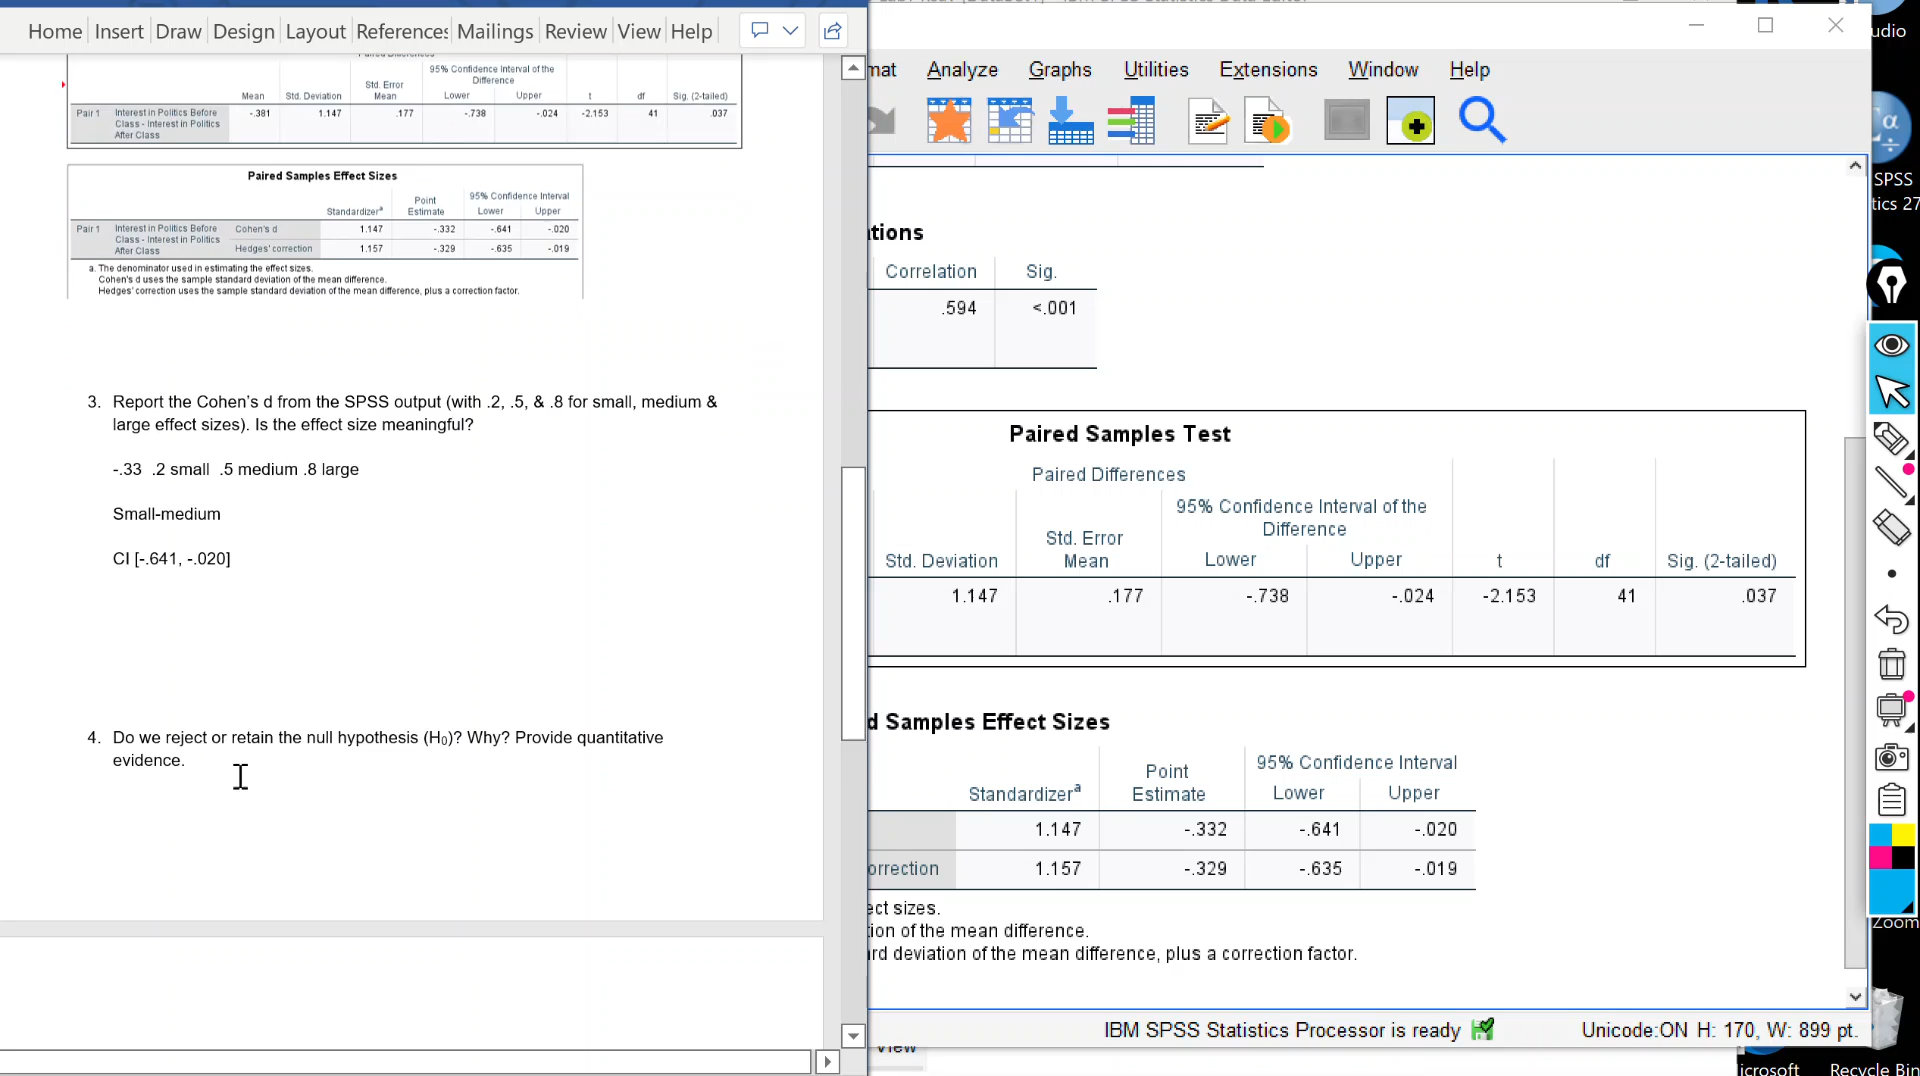 Home Insert Draw Design Layout References Mailings Review View Help
95% Confidence Interval of the
Difference
Std. Error
Mean Std. Deviation Mean Lower Upper t df Sig. (2-tailed)
Pair 1 Interest in Politics Before -.381 1.147 .177 -.738 -.024 -2.153 41 .037
Class - Interest in Politics
After Class
Paired Samples Effect Sizes
Point 95% Confidence Interval
Standardizerª Estimate Lower Upper
Pair 1 Interest in Politics Before Cohen's d 1.147 -.332 -.641 -.020
Class - Interest in Politics
After Class Hedges' correction 1.157 -.329 -.635 -.019
a. The denominator used in estimating the effect sizes.
Cohen's d uses the sample standard deviation of the mean difference.
Hedges' correction uses the sample standard deviation of the mean difference, plus a correction factor.
3. Report the Cohen's d from the SPSS output (with .2, .5, & .8 for small, medium &
large effect sizes). Is the effect size meaningful?
-.33 .2 small .5 medium .8 large
Small-medium
CI [-.641, -.020]
4. Do we reject or retain the null hypothesis (H₀)? Why? Provide quantitative
evidence.
mat Analyze Graphs Utilities Extensions Window Help
ations
Correlation Sig.
.594 <.001
Paired Samples Test
Paired Differences
95% Confidence Interval of the
Difference
Std. Error
Std. Deviation Mean Lower Upper t df Sig. (2-tailed)
1.147 .177 -.738 -.024 -2.153 41 .037
d Samples Effect Sizes
Point 95% Confidence Interval
Standardizerª Estimate Lower Upper
1.147 -.332 -.641 -.020
orrection 1.157 -.329 -.635 -.019
ect sizes.
tion of the mean difference.
rd deviation of the mean difference, plus a correction factor.
IBM SPSS Statistics Processor is ready Unicode:ON H: 170, W: 899 pt.
View
udio
SPSS
tics 27
Zoom
icrosoft Recycle Bin